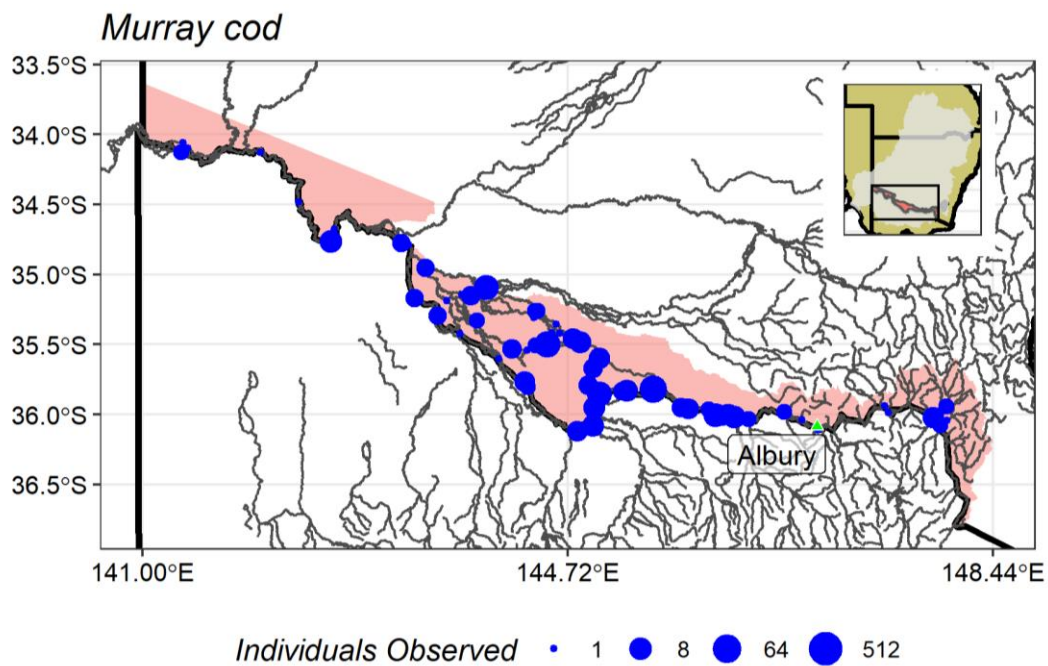 Murray cod
33.5°S
34.0°S
34.5°S
35.0°S
35.5°S
36.0°S
36.5°S
Albury
141.00°E 144.72°E 148.44°E
Individuals Observed 1 8 64 512